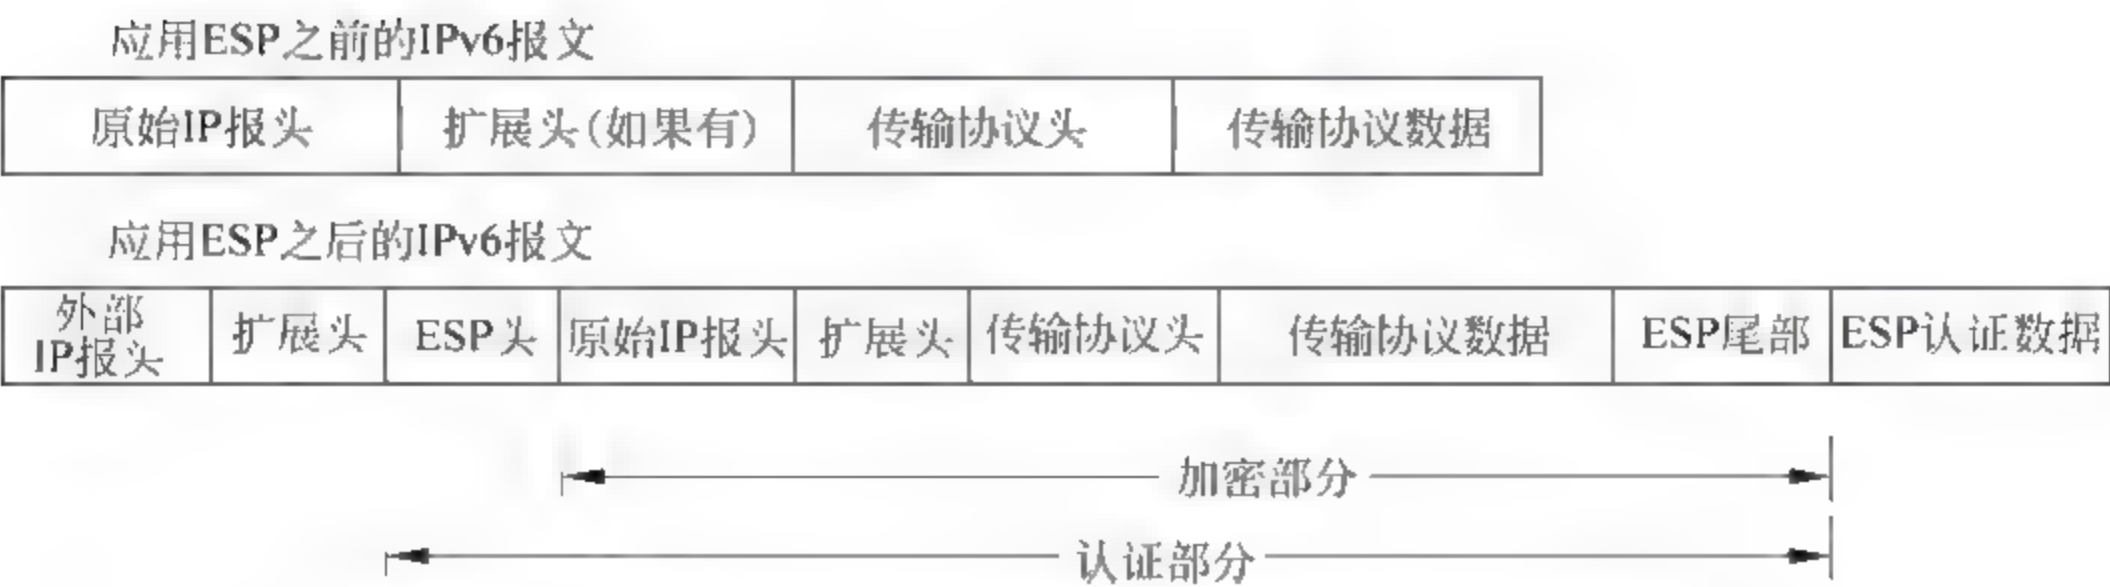 应用ESP之前的IPv6报文
原始IP报头 扩展头(如果有) 传输协议头 传输协议数据
应用ESP之后的IPv6报文
外部
IP报头 扩展头 ESP头 原始IP报头 扩展头 传输协议头 传输协议数据 ESP尾部 ESP认证数据
加密部分
认证部分